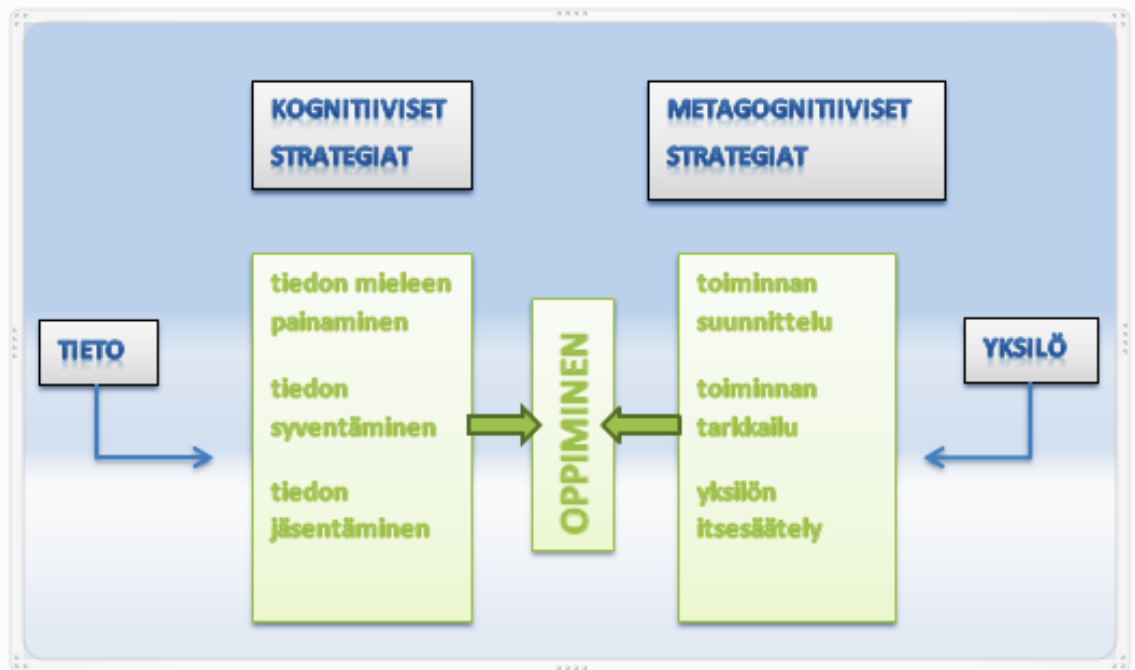 KOGNITIIVISET
STRATEGIAT
METAGOGNITIIVISET
STRATEGIAT
TIETO
tiedon mieleen
painaminen
tiedon
syventäminen
tiedon
jäsentäminen
OPPIMINEN
toiminnan
suunnittelu
toiminnan
tarkkailu
yksilön
itsesäätely
YKSILÖ